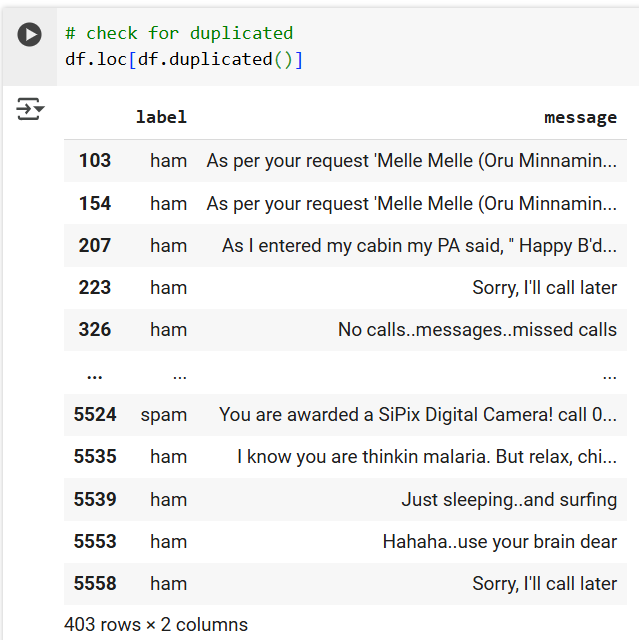 # check for duplicated
df.loc[df.duplicated()]
label message
103 ham As per your request 'Melle Melle (Oru Minnamin...
154 ham As per your request 'Melle Melle (Oru Minnamin...
207 ham As I entered my cabin my PA said, " Happy B'd...
223 ham Sorry, I'll call later
326 ham No calls..messages..missed calls
... ... ...
5524 spam You are awarded a SiPix Digital Camera! call 0...
5535 ham I know you are thinkin malaria. But relax, chi...
5539 ham Just sleeping..and surfing
5553 ham Hahaha..use your brain dear
5558 ham Sorry, I'll call later
403 rows × 2 columns